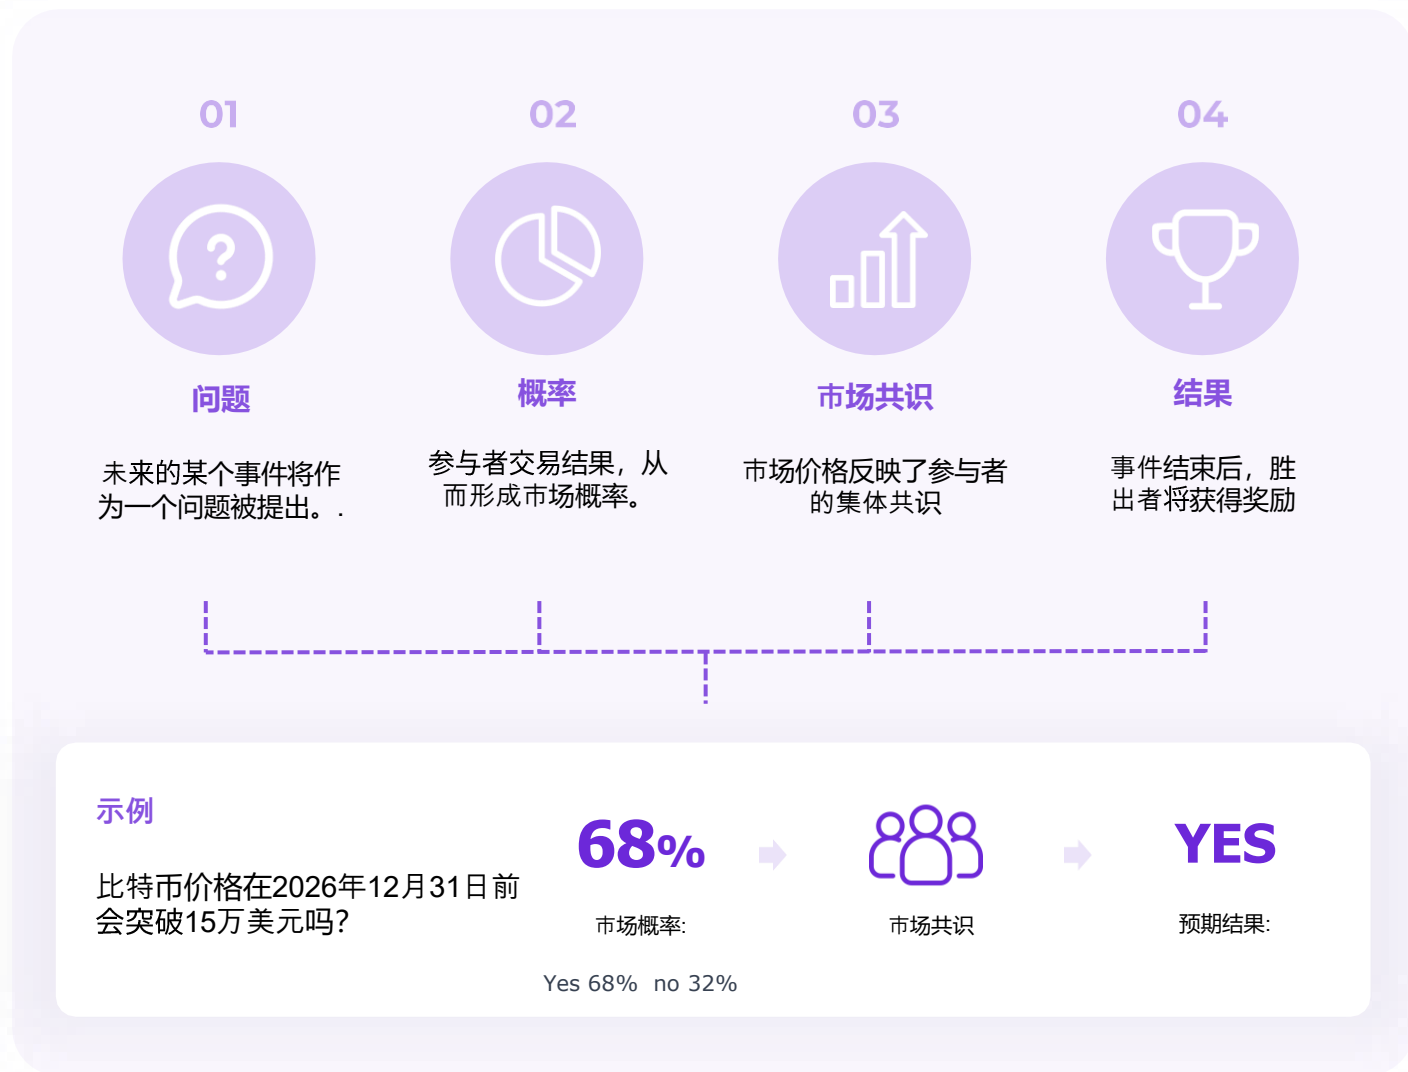 01
02
03
04
问题
概率
市场共识
结果
未来的某个事件将作
为一个问题被提出。.
参与者交易结果，从
而形成市场概率。
市场价格反映了参与者
的集体共识
事件结束后，胜
出者将获得奖励
示例
比特币价格在2026年12月31日前
会突破15万美元吗？
68%
市场概率:
Yes 68%  no 32%
市场共识
YES
预期结果: